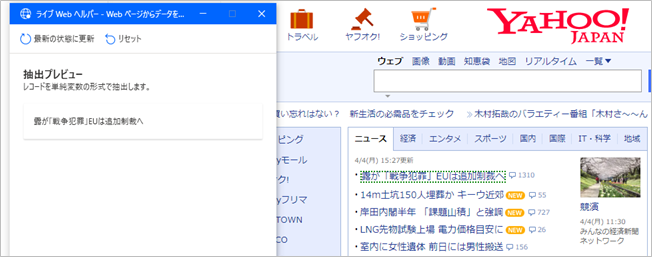 ライブ Web ヘルパー - Web ページからデータを...
最新の状態に更新 リセット
抽出プレビュー
レコードを単純変数の形式で抽出します。
露が「戦争犯罪」EUは追加制裁へ
トラベル ヤフオク! ショッピング
YAHOO!
JAPAN
ウェブ 画像 動画 知恵袋 地図 リアルタイム 一覧▼
い忘れはない? 新生活の必需品をチェック ≫木村拓哉のバラエティー番組「木村さ〜〜ん
ッピング
yモール
ク!
yフリマ
TOWN
CO
ニュース 経済 エンタメ スポーツ 国内 国際 IT・科学 地域
4/4(月) 15:27更新
・露が「戦争犯罪」EUは追加制裁へ 1310
・14m土坑150人埋葬か キーウ近郊 NEW 55
・岸田内閣半年 「課題山積」と強調 NEW 727
・LNG先物試験上場 電力価格目安に NEW 26
・室内に女性遺体 前日には男性搬送 156
競演
4/4(月) 11:30
みんなの経済新聞
ネットワーク